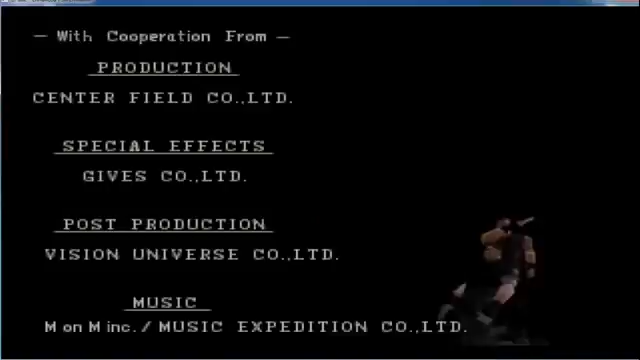 — With Cooperation From —
PRODUCTION
CENTER FIELD CO.,LTD.
SPECIAL EFFECTS
GIVES CO.,LTD.
POST PRODUCTION
VISION UNIVERSE CO.,LTD.
MUSIC
M on M inc. / MUSIC EXPEDITION CO.,LTD.